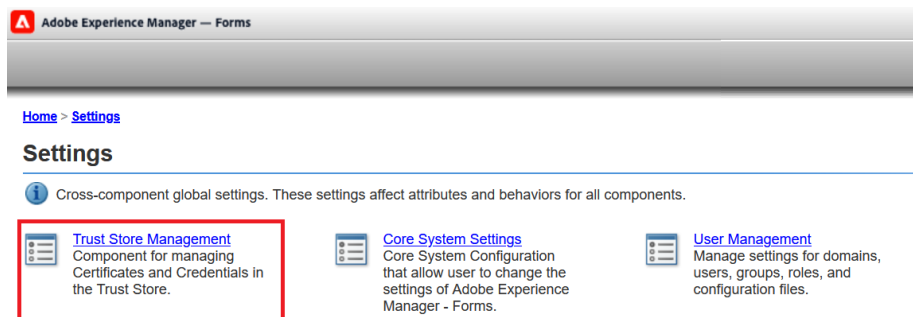 Adobe Experience Manager — Forms
Home > Settings
Settings
Cross-component global settings. These settings affect attributes and behaviors for all components.
Trust Store Management
Component for managing
Certificates and Credentials in
the Trust Store.
Core System Settings
Core System Configuration
that allow user to change the
settings of Adobe Experience
Manager - Forms.
User Management
Manage settings for domains,
users, groups, roles, and
configuration files.